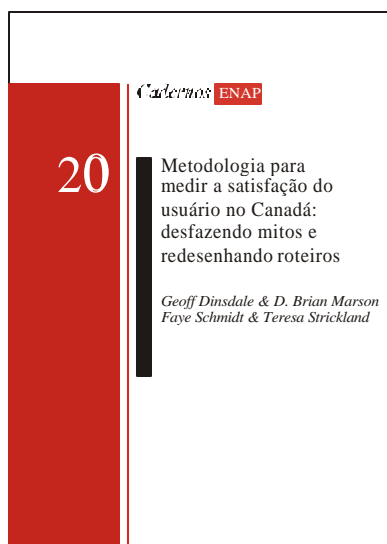 Cadernos ENAP
20
Metodologia para
medir a satisfação do
usuário no Canadá:
desfazendo mitos e
redesenhando roteiros
Geoff Dinsdale & D. Brian Marson
Faye Schmidt & Teresa Strickland